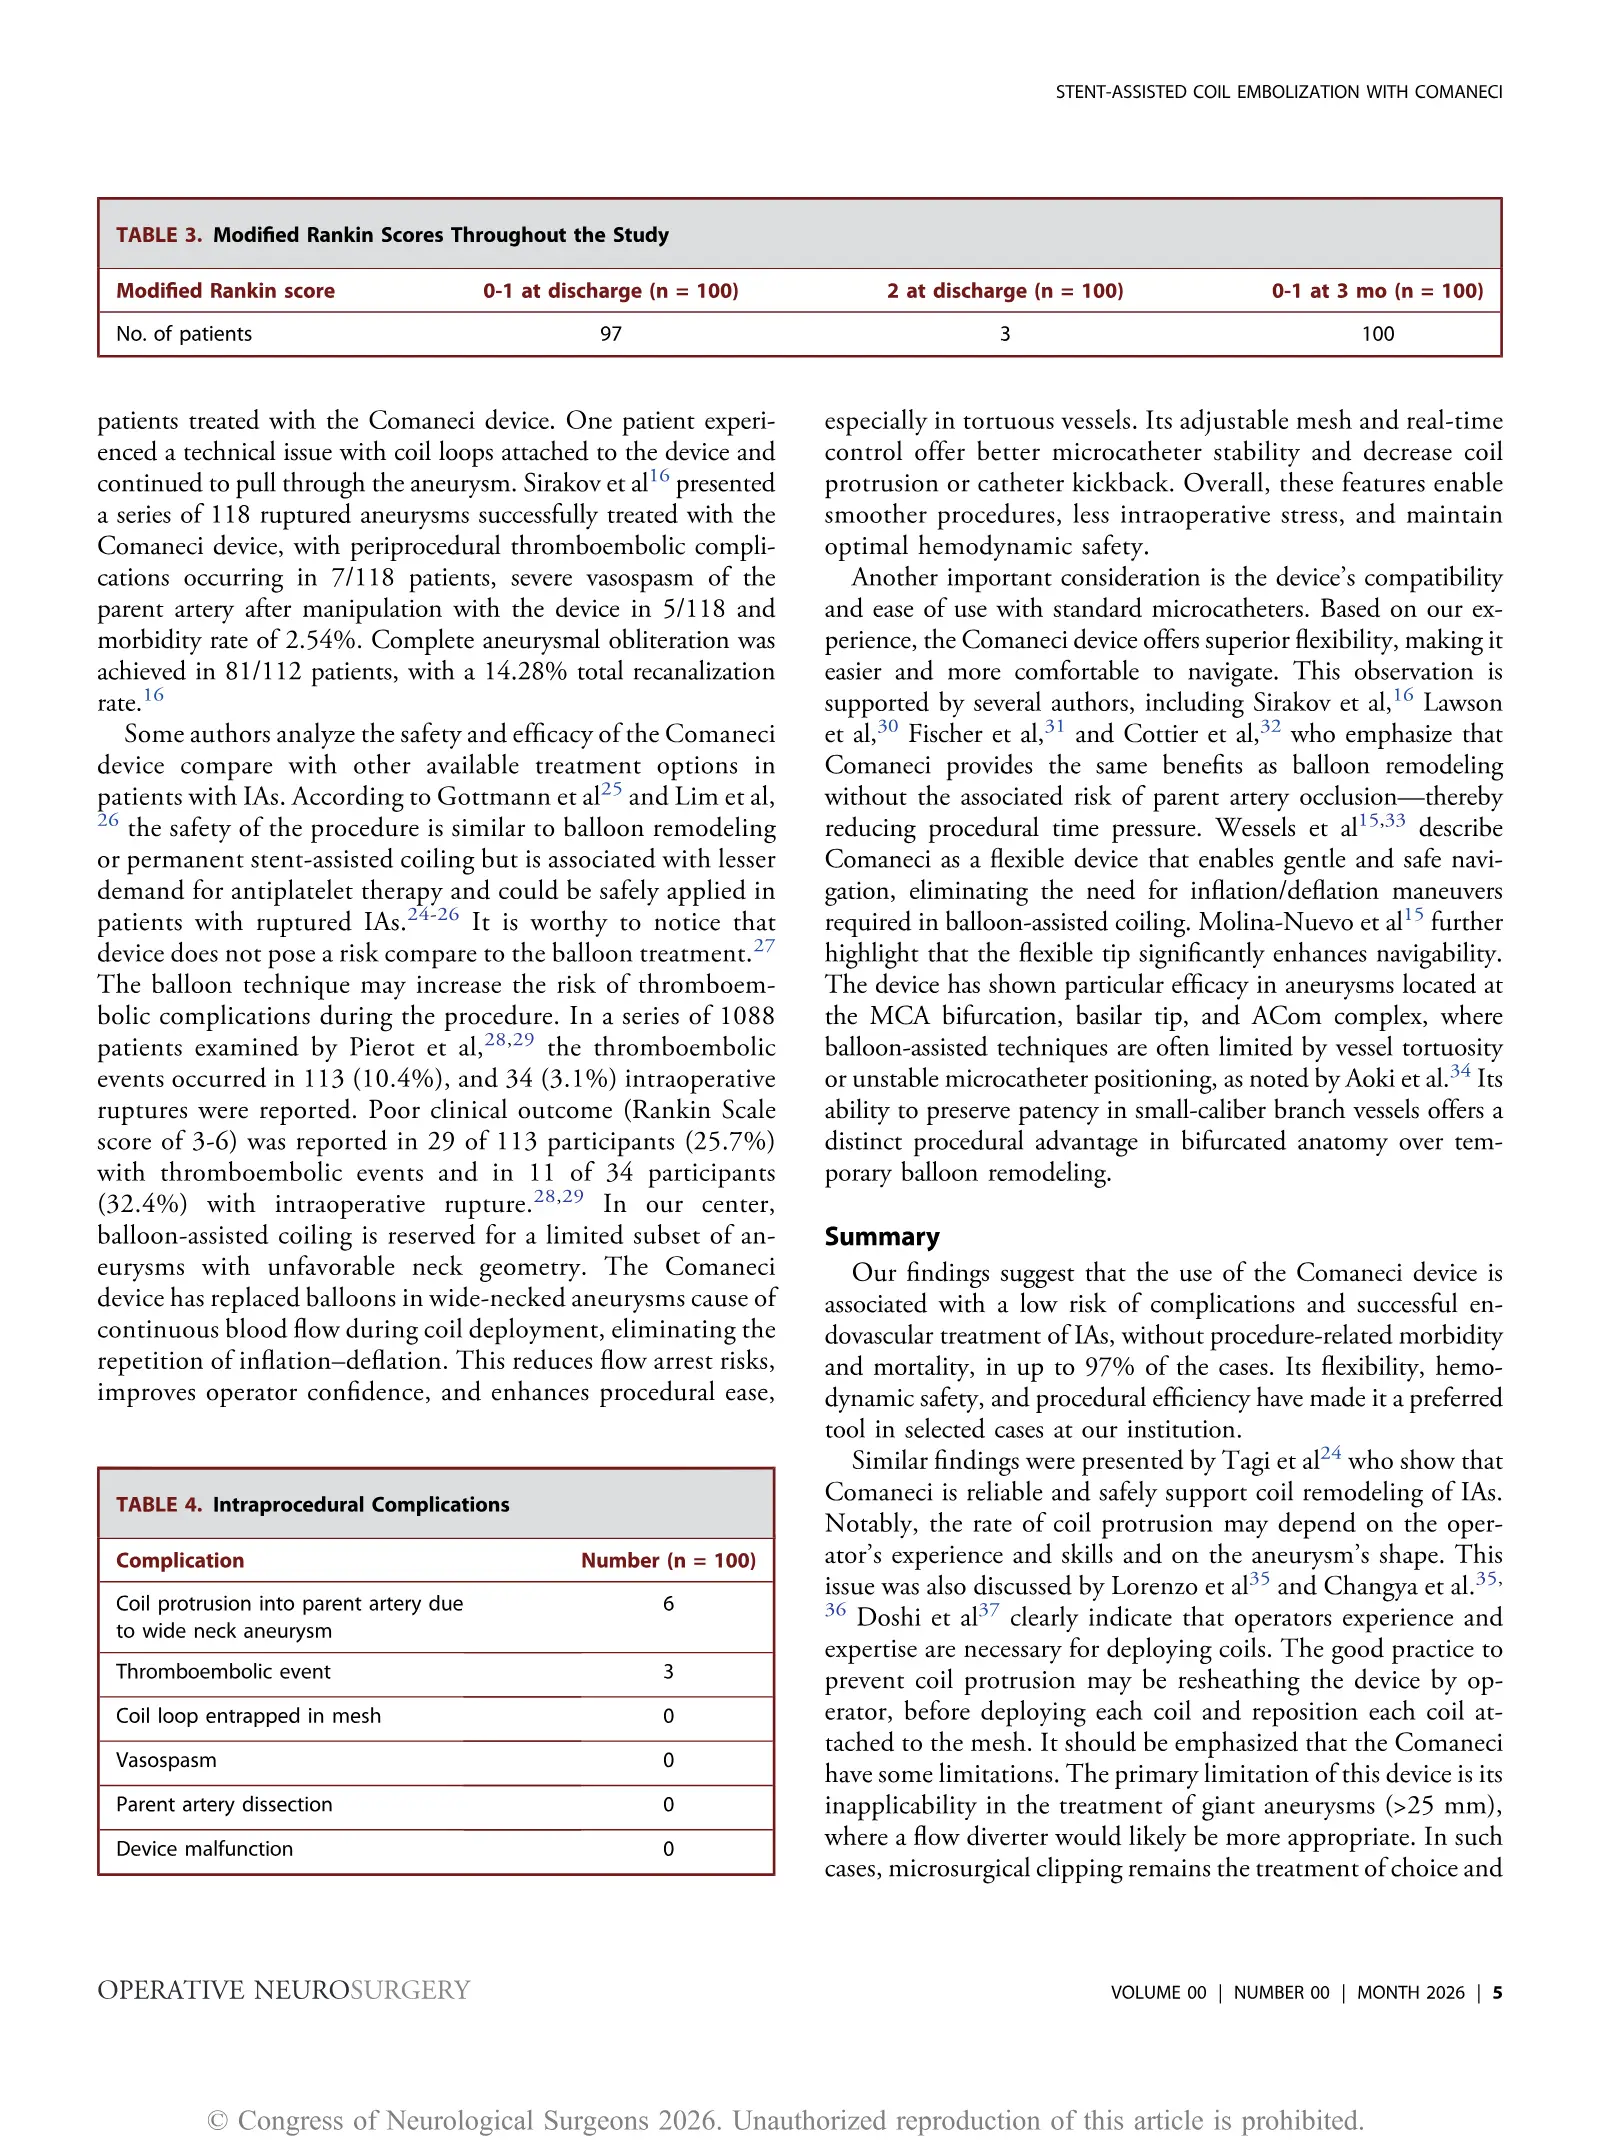 STENT-ASSISTED COIL EMBOLIZATION WITH COMANECI
TABLE 3. Modified Rankin Scores Throughout the Study
Modified Rankin score 0-1 at discharge (n = 100) 2 at discharge (n = 100) 0-1 at 3 mo (n = 100)
No. of patients 97 3 100
patients treated with the Comaneci device. One patient experi-
enced a technical issue with coil loops attached to the device and
continued to pull through the aneurysm. Sirakov et al16 presented
a series of 118 ruptured aneurysms successfully treated with the
Comaneci device, with periprocedural thromboembolic compli-
cations occurring in 7/118 patients, severe vasospasm of the
parent artery after manipulation with the device in 5/118 and
morbidity rate of 2.54%. Complete aneurysmal obliteration was
achieved in 81/112 patients, with a 14.28% total recanalization
rate.16
Some authors analyze the safety and efficacy of the Comaneci
device compare with other available treatment options in
patients with IAs. According to Gottmann et al25 and Lim et al,
26 the safety of the procedure is similar to balloon remodeling
or permanent stent-assisted coiling but is associated with lesser
demand for antiplatelet therapy and could be safely applied in
patients with ruptured IAs.24-26 It is worthy to notice that
device does not pose a risk compare to the balloon treatment.27
The balloon technique may increase the risk of thromboem-
bolic complications during the procedure. In a series of 1088
patients examined by Pierot et al,28,29 the thromboembolic
events occurred in 113 (10.4%), and 34 (3.1%) intraoperative
ruptures were reported. Poor clinical outcome (Rankin Scale
score of 3-6) was reported in 29 of 113 participants (25.7%)
with thromboembolic events and in 11 of 34 participants
(32.4%) with intraoperative rupture.28,29 In our center,
balloon-assisted coiling is reserved for a limited subset of an-
eurysms with unfavorable neck geometry. The Comaneci
device has replaced balloons in wide-necked aneurysms cause of
continuous blood flow during coil deployment, eliminating the
repetition of inflation–deflation. This reduces flow arrest risks,
improves operator confidence, and enhances procedural ease,
TABLE 4. Intraprocedural Complications
Complication Number (n = 100)
Coil protrusion into parent artery due 6
to wide neck aneurysm
Thromboembolic event 3
Coil loop entrapped in mesh 0
Vasospasm 0
Parent artery dissection 0
Device malfunction 0
especially in tortuous vessels. Its adjustable mesh and real-time
control offer better microcatheter stability and decrease coil
protrusion or catheter kickback. Overall, these features enable
smoother procedures, less intraoperative stress, and maintain
optimal hemodynamic safety.
Another important consideration is the device's compatibility
and ease of use with standard microcatheters. Based on our ex-
perience, the Comaneci device offers superior flexibility, making it
easier and more comfortable to navigate. This observation is
supported by several authors, including Sirakov et al,16 Lawson
et al,30 Fischer et al,31 and Cottier et al,32 who emphasize that
Comaneci provides the same benefits as balloon remodeling
without the associated risk of parent artery occlusion—thereby
reducing procedural time pressure. Wessels et al15,33 describe
Comaneci as a flexible device that enables gentle and safe navi-
gation, eliminating the need for inflation/deflation maneuvers
required in balloon-assisted coiling. Molina-Nuevo et al15 further
highlight that the flexible tip significantly enhances navigability.
The device has shown particular efficacy in aneurysms located at
the MCA bifurcation, basilar tip, and ACom complex, where
balloon-assisted techniques are often limited by vessel tortuosity
or unstable microcatheter positioning, as noted by Aoki et al.34 Its
ability to preserve patency in small-caliber branch vessels offers a
distinct procedural advantage in bifurcated anatomy over tem-
porary balloon remodeling.
Summary
Our findings suggest that the use of the Comaneci device is
associated with a low risk of complications and successful en-
dovascular treatment of IAs, without procedure-related morbidity
and mortality, in up to 97% of the cases. Its flexibility, hemo-
dynamic safety, and procedural efficiency have made it a preferred
tool in selected cases at our institution.
Similar findings were presented by Tagi et al24 who show that
Comaneci is reliable and safely support coil remodeling of IAs.
Notably, the rate of coil protrusion may depend on the oper-
ator's experience and skills and on the aneurysm's shape. This
issue was also discussed by Lorenzo et al35 and Changya et al.35,
36 Doshi et al37 clearly indicate that operators experience and
expertise are necessary for deploying coils. The good practice to
prevent coil protrusion may be resheathing the device by op-
erator, before deploying each coil and reposition each coil at-
tached to the mesh. It should be emphasized that the Comaneci
have some limitations. The primary limitation of this device is its
inapplicability in the treatment of giant aneurysms (>25 mm),
where a flow diverter would likely be more appropriate. In such
cases, microsurgical clipping remains the treatment of choice and
OPERATIVE NEUROSURGERY
VOLUME 00 | NUMBER 00 | MONTH 2026 | 5
© Congress of Neurological Surgeons 2026. Unauthorized reproduction of this article is prohibited.